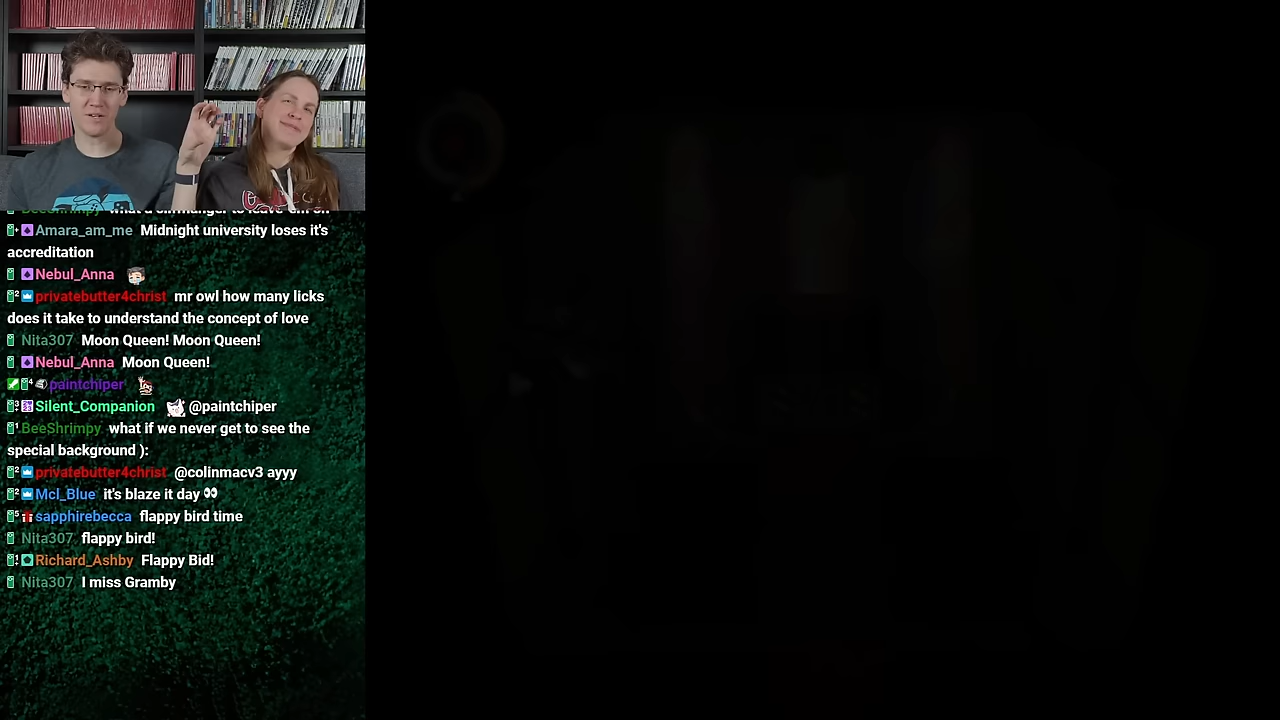 BeeShrimpy what a
Amara_am_me Midnight university loses it's
accreditation
Nebul_Anna
privatebutter4christ mr owl how many licks
does it take to understand the concept of love
Nita307 Moon Queen! Moon Queen!
Nebul_Anna Moon Queen!
paintchiper
Silent_Companion @paintchiper
BeeShrimpy what if we never get to see the
special background ):
privatebutter4christ @colinmacv3 ayyy
Mcl_Blue it's blaze it day 👀
sapphirebecca flappy bird time
Nita307 flappy bird!
Richard_Ashby Flappy Bid!
Nita307 I miss Gramby